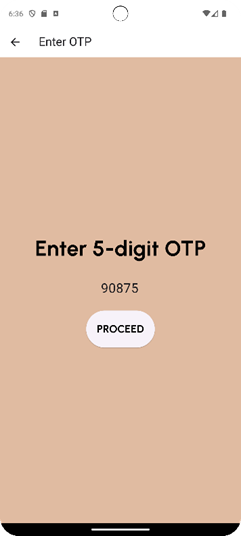 6:36
Enter OTP
Enter 5-digit OTP
90875
PROCEED